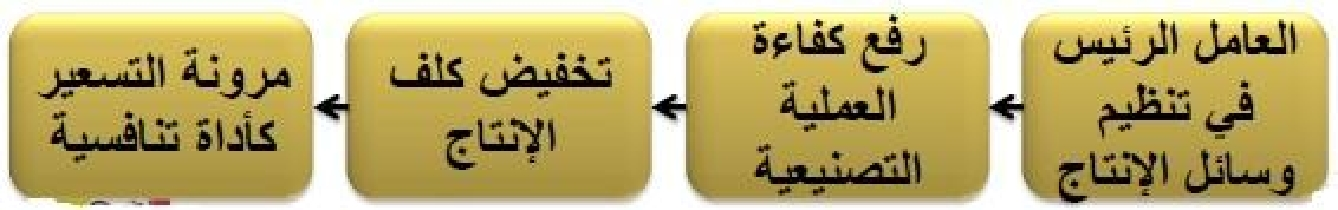 العامل الرئيس
في تنظيم
وسائل الإنتاج
رفع كفاءة
العملية
التصنيعية
تخفيض كلف
الإنتاج
مرونة التسعير
كأداة تنافسية